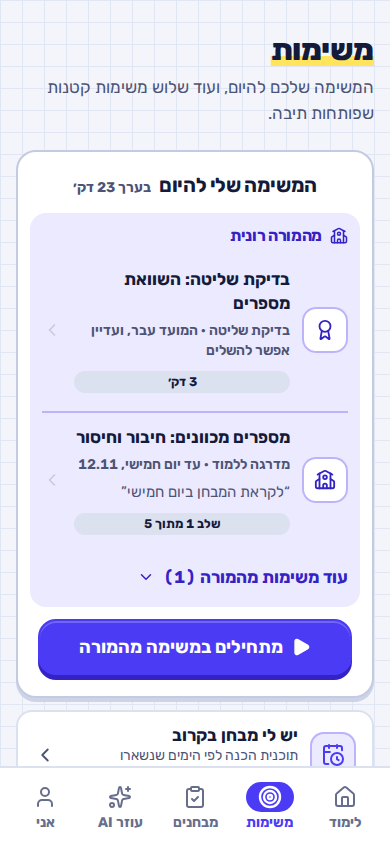 משימות
המשימה שלכם להיום, ועוד שלוש משימות קטנות
שפותחות תיבה.
המשימה שלי להיום בערך 23 דק׳
מהמורה רונית
בדיקת שליטה: השוואת
מספרים
בדיקת שליטה • המועד עבר, ועדיין
אפשר להשלים
3 דק׳
מספרים מכוונים: חיבור וחיסור
מדרגה ללמוד • עד יום חמישי, 12.11
״לקראת המבחן ביום חמישי״
שלב 1 מתוך 5
עוד משימות מהמורה (1)
מתחילים במשימה מהמורה
יש לי מבחן בקרוב
תוכנית הכנה לפי הימים שנשארו
לימוד
משימות
מבחנים
עוזר AI
אני